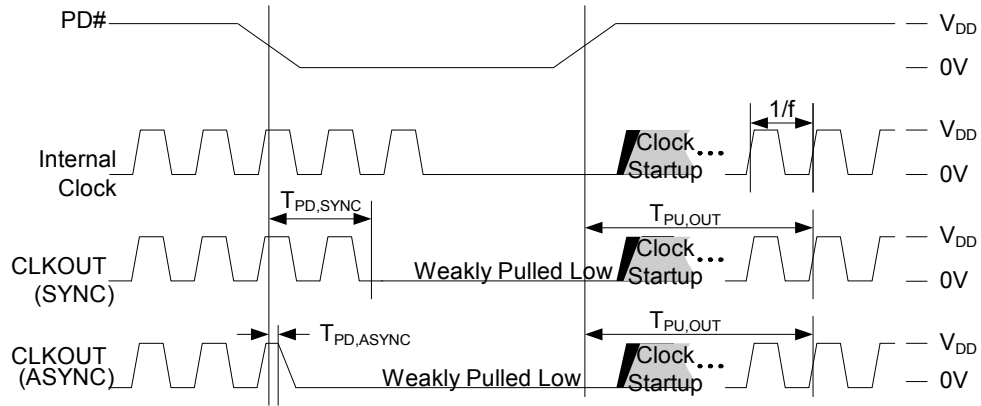 PD#
V_DD
0V
1/f
Internal
Clock
Clock
Startup
...
V_DD
0V
T_PD,SYNC
T_PU,OUT
CLKOUT
(SYNC)
Weakly Pulled Low
Clock
Startup
...
V_DD
0V
T_PD,ASYNC
T_PU,OUT
CLKOUT
(ASYNC)
Weakly Pulled Low
Clock
Startup
...
V_DD
0V